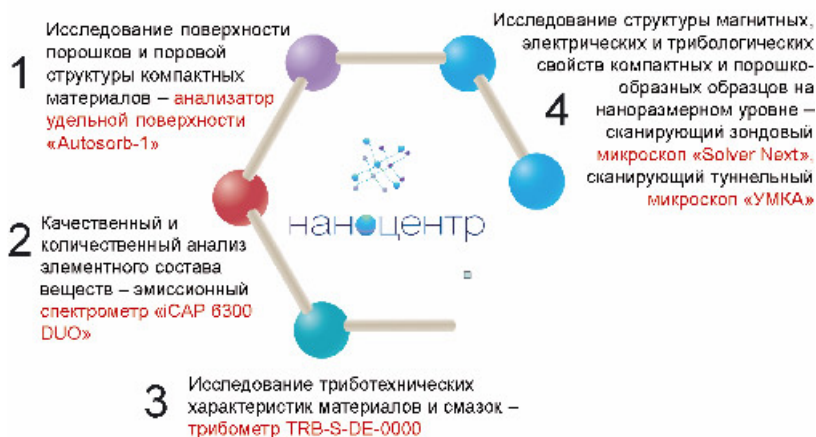 1
Исследование поверхности
порошков и поровой
структуры компактных
материалов – анализатор
удельной поверхности
«Autosorb-1»
2
Качественный и
количественный анализ
элементного состава
веществ – эмиссионный
спектрометр «iCAP 6300
DUO»
3
Исследование триботехнических
характеристик материалов и смазок –
трибометр TRB-S-DE-0000
4
Исследование структуры магнитных,
электрических и трибологических
свойств компактных и порошко-
образных образцов на
наноразмерном уровне –
сканирующий зондовый
микроскоп «Solver Next»,
сканирующий туннельный
микроскоп «УМКА»
наноцентр